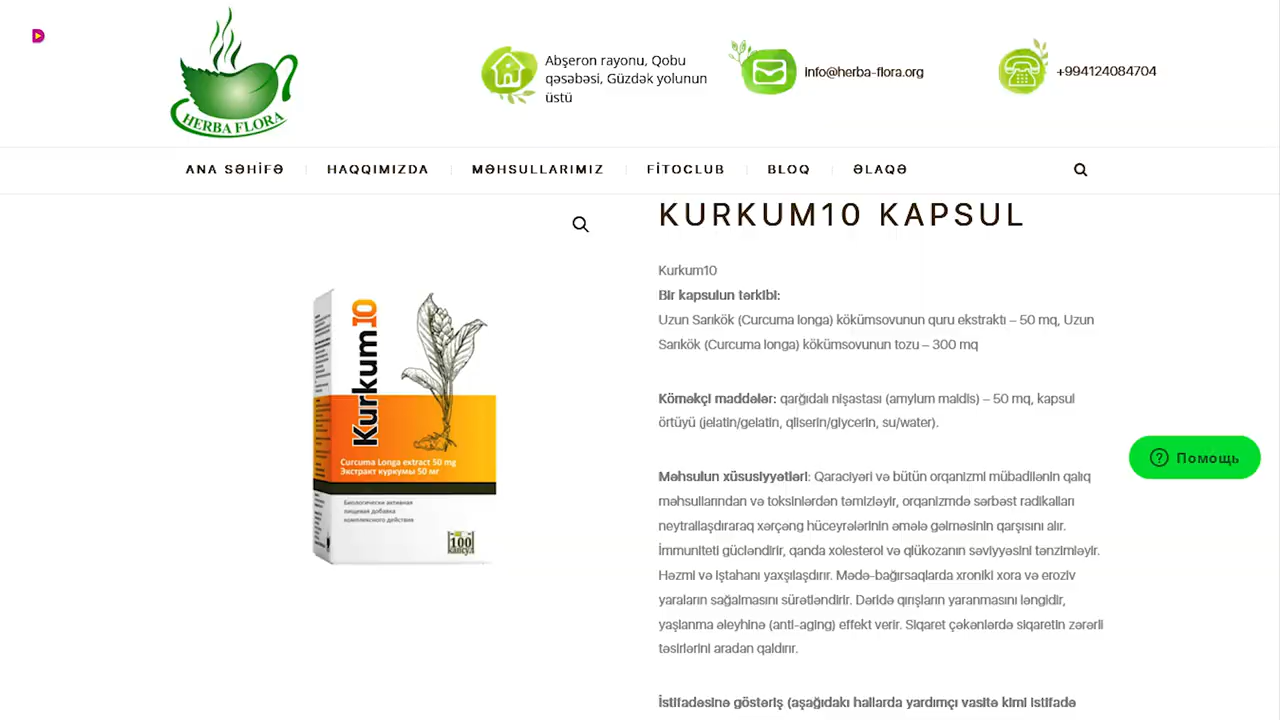 HERBA FLORA
Abşeron rayonu, Qobu
qəsəbəsi, Güzdək yolunun
üstü
Info@herba-flora.org
+994124084704
ANA SƏHİFƏ
HAQQIMIZDA
MƏHSULLARIMIZ
FİTOCLUB
BLOQ
ƏLAQƏ
KURKUM10 KAPSUL
Kurkum10
Bir kapsulun tərkibi:
Uzun Sarıkök (Curcuma longa) kökümsovunun quru ekstraktı – 50 mq, Uzun
Sarıkök (Curcuma longa) kökümsovunun tozu – 300 mq
Köməkçi maddələr: qarğıdalı nişastası (amylum maidis) – 50 mq, kapsul
örtüyü (jelatin/gelatin, qliserin/glycerin, su/water).
Məhsulun xüsusiyyətləri: Qaraciyəri və bütün orqanizmi mübadilənin qalıq
məhsullarından və toksinlərdən təmizləyir, orqanizmdə sərbəst radikalları
neytrallaşdıraraq xərçəng hüceyrələrinin əmələ gəlməsinin qarşısını alır.
İmmuniteti gücləndirir, qanda xolesterol və qlükozanın səviyyəsini tənzimləyir.
Həzmi və iştahanı yaxşılaşdırır. Mədə-bağırsaqlarda xroniki xora və eroziv
yaraların sağalmasını sürətləndirir. Dəridə qırışların yaranmasını ləngidir,
yaşlanma əleyhinə (anti-aging) effekt verir. Siqaret çəkənlərdə siqaretin zərərli
təsirlərini aradan qaldırır.
İstifadəsinə göstəriş (aşağıdakı hallarda yardımçı vasitə kimi istifadə
Kurkum10
Curcuma Longa extract 50 mg
Экстракт куркумы 50 мг
Биологически активная
пищевая добавка
комплексного действия
100
капсул
Помощь